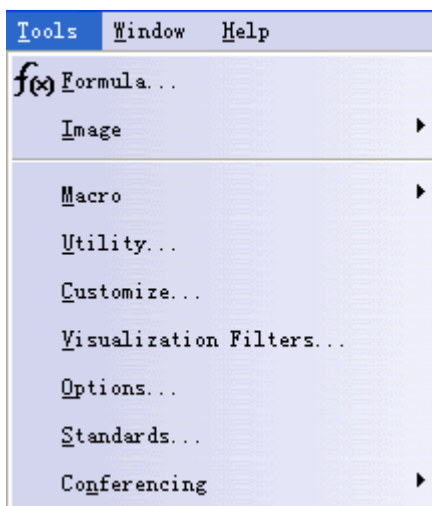 Tools Window Help
f(x) Formula...
Image
Macro
Utility...
Customize...
Visualization Filters...
Options...
Standards...
Conferencing